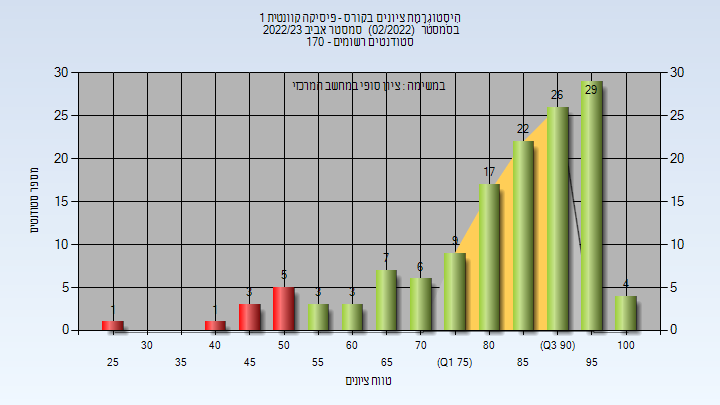 היסטוגרמת ציונים בקורס - פיסיקה קוונטית 1
בסמסטר (02/2022) סמסטר אביב 2022/23
סטודנטים רשומים - 170
במשימה : ציון סופי במחשב המרכזי
מספר סטודנטים
30 25 20 15 10 5 0
30 25 20 15 10 5 0
1 1 3 5 3 3 7 6 9 17 22 26 29 4
30 40 50 60 70 80 (Q3 90) 100
25 35 45 55 65 (Q1 75) 85 95
טווח ציונים